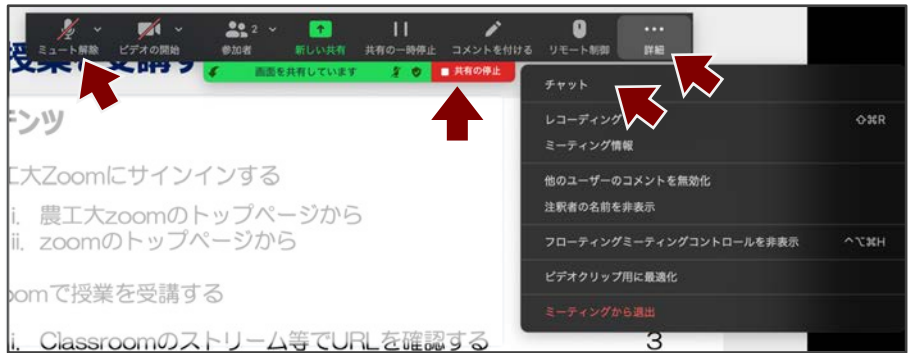 ミュート解除 ビデオの開始 参加者 2 新しい共有 共有の一時停止 コメントを付ける リモート制御 詳細
画面を共有しています 共有の停止
チャット
レコーディング ⇧⌘R
ミーティング情報
他のユーザーのコメントを無効化
注釈者の名前を非表示
フローティングミーティングコントロールを非表示 ^⌥⌘H
ビデオクリップ用に最適化
ミーティングから退出
テンツ
工大Zoomにサインインする
i. 農工大zoomのトップページから
ii. zoomのトップページから
oomで授業を受講する
i. Classroomのストリーム等でURLを確認する 3